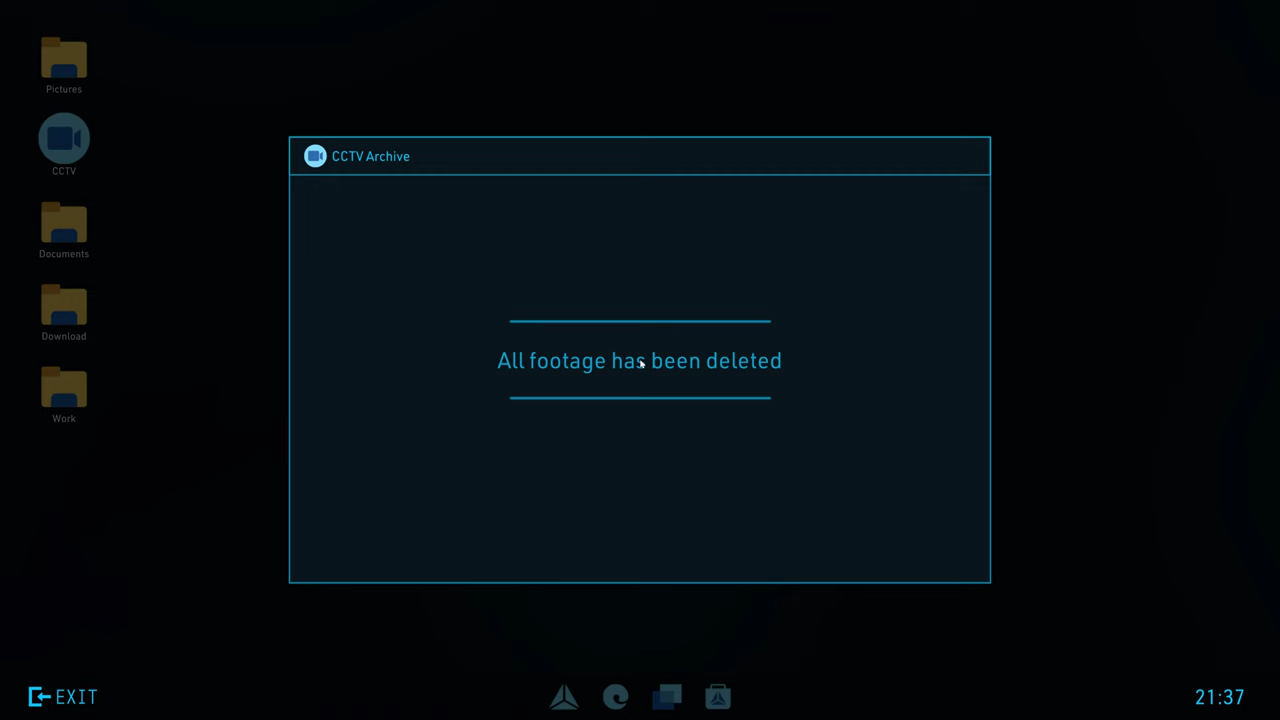 Pictures
CCTV
Documents
Download
Work
CCTV Archive
All footage has been deleted
EXIT
21:37